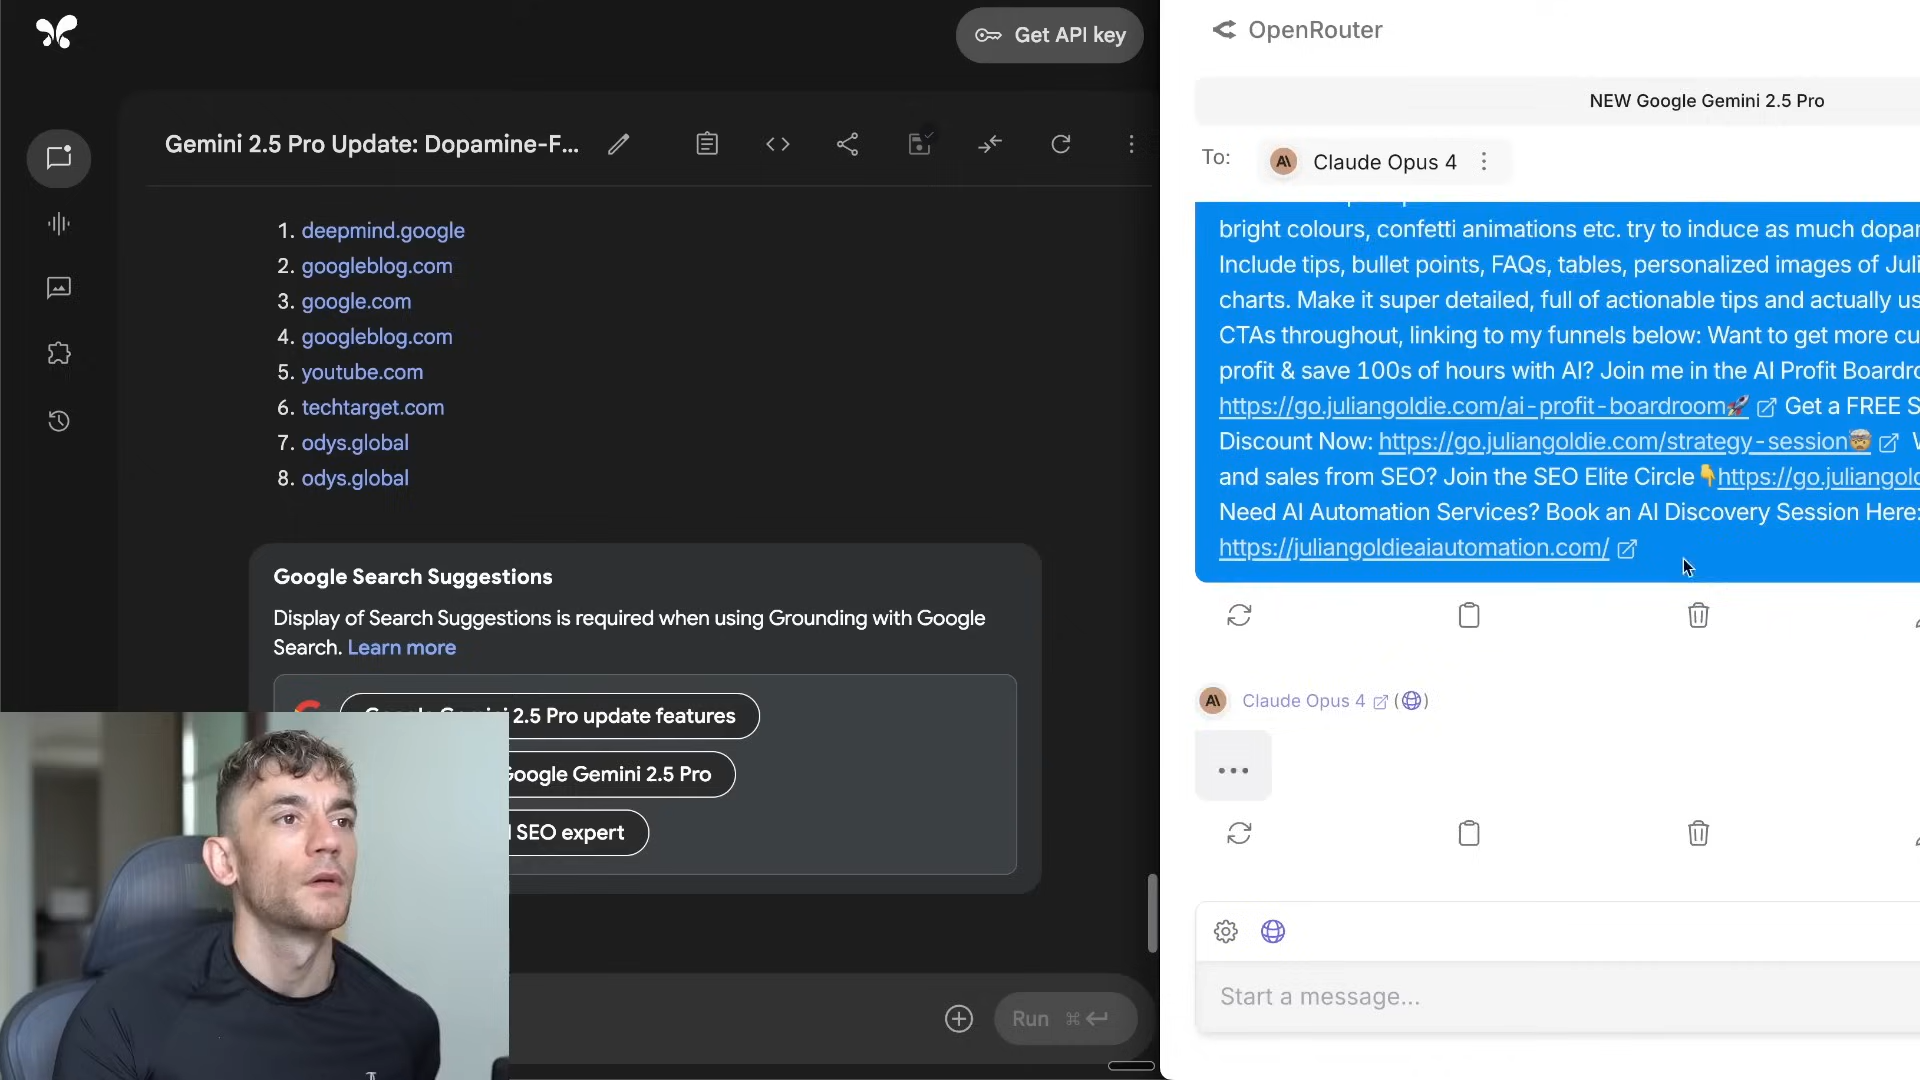 Get API key
Gemini 2.5 Pro Update: Dopamine-F...
1. deepmind.google
2. googleblog.com
3. google.com
4. googleblog.com
5. youtube.com
6. techtarget.com
7. odys.global
8. odys.global
Google Search Suggestions
Display of Search Suggestions is required when using Grounding with Google
Search. Learn more
2.5 Pro update features
Google Gemini 2.5 Pro
SEO expert
Run ⌘ ↵
OpenRouter
NEW Google Gemini 2.5 Pro
To: Claude Opus 4
bright colours, confetti animations etc. try to induce as much
Include tips, bullet points, FAQs, tables, personalized images of
charts. Make it super detailed, full of actionable tips and actually
CTAs throughout, linking to my funnels below: Want to get more
profit & save 100s of hours with AI? Join me in the AI Profit
https://go.juliangoldie.com/ai-profit-boardroom🚀 Get a FREE
Discount Now: https://go.juliangoldie.com/strategy-session🤯
and sales from SEO? Join the SEO Elite Circle👇https://go.juliangol
Need AI Automation Services? Book an AI Discovery Session Here:
https://juliangoldieaiautomation.com/
Claude Opus 4
...
Start a message...